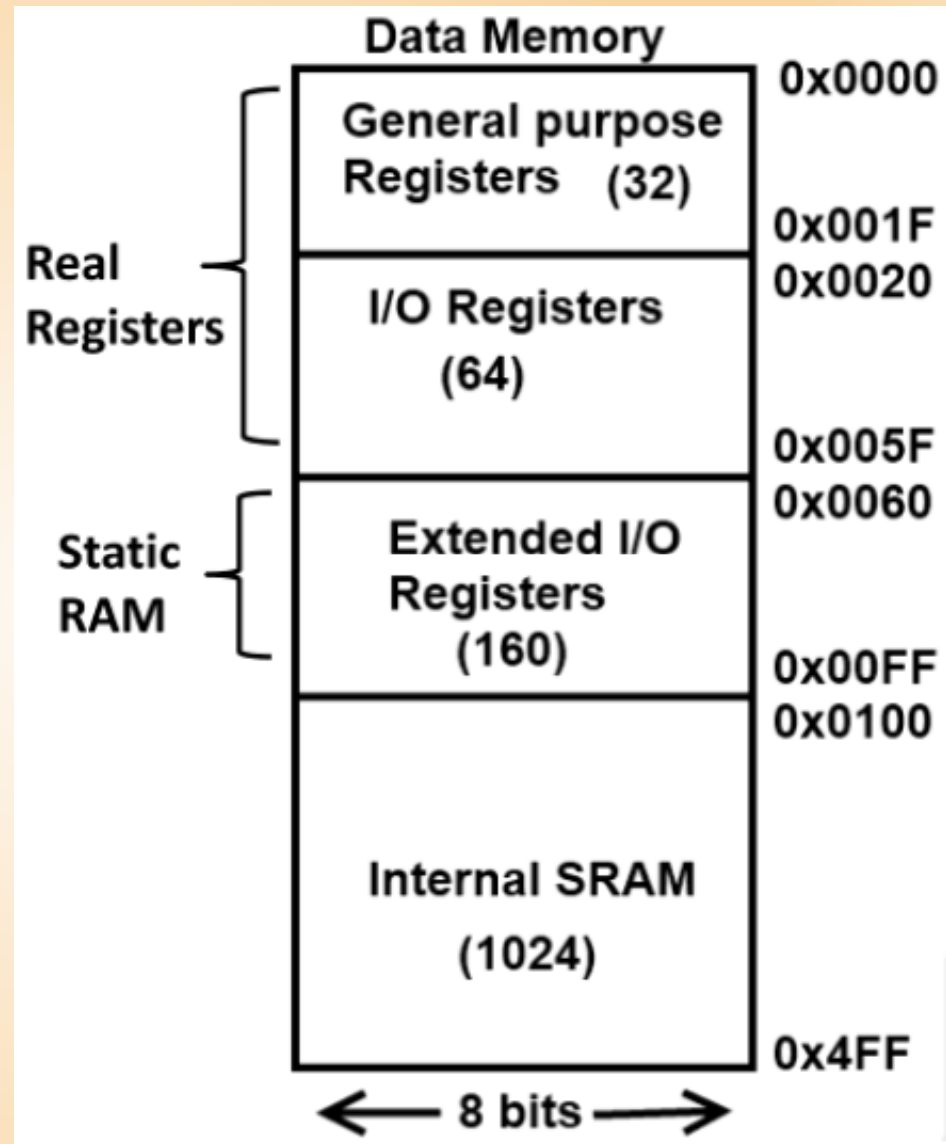 Data Memory
0x0000
General purpose
Registers (32)
0x001F
Real
Registers
0x0020
I/O Registers
(64)
0x005F
0x0060
Static
RAM
Extended I/O
Registers
(160)
0x00FF
0x0100
Internal SRAM
(1024)
0x4FF
8 bits